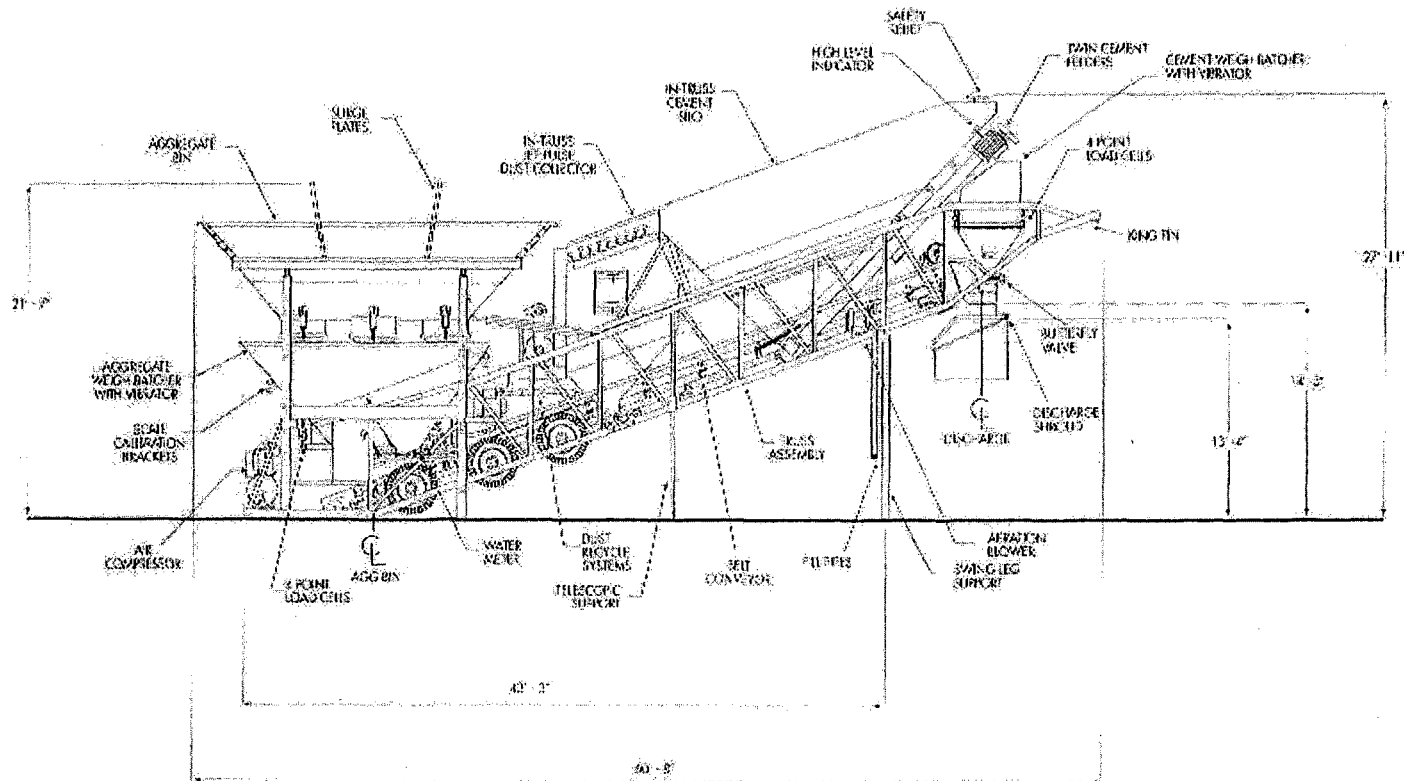 SAFETY
RELIEF
HIGH LEVEL
INDICATOR
TWIN CEMENT
FEEDERS
CEMENT WEIGH BATCHER
WITH VIBRATOR
IN-TRUSS
CEMENT
SILO
SURGE
PLATES
AGGREGATE
BIN
IN-TRUSS
JET PULSE
DUST COLLECTOR
4 POINT
LOAD CELLS
KING PIN
27' - 11"
BUTTERFLY
VALVE
AGGREGATE
WEIGH BATCHER
WITH VIBRATOR
SCALE
CALIBRATION
BRACKETS
DISCHARGE
DISCHARGE
SHROUD
TRUSS
ASSEMBLY
AIR
COMPRESSOR
4 POINT
LOAD CELLS
AGG BIN
WATER
METER
DUST
RECYCLE
SYSTEMS
TELESCOPIC
SUPPORT
BELT
CONVEYOR
AERATION
BLOWER
SWING LEG
SUPPORT